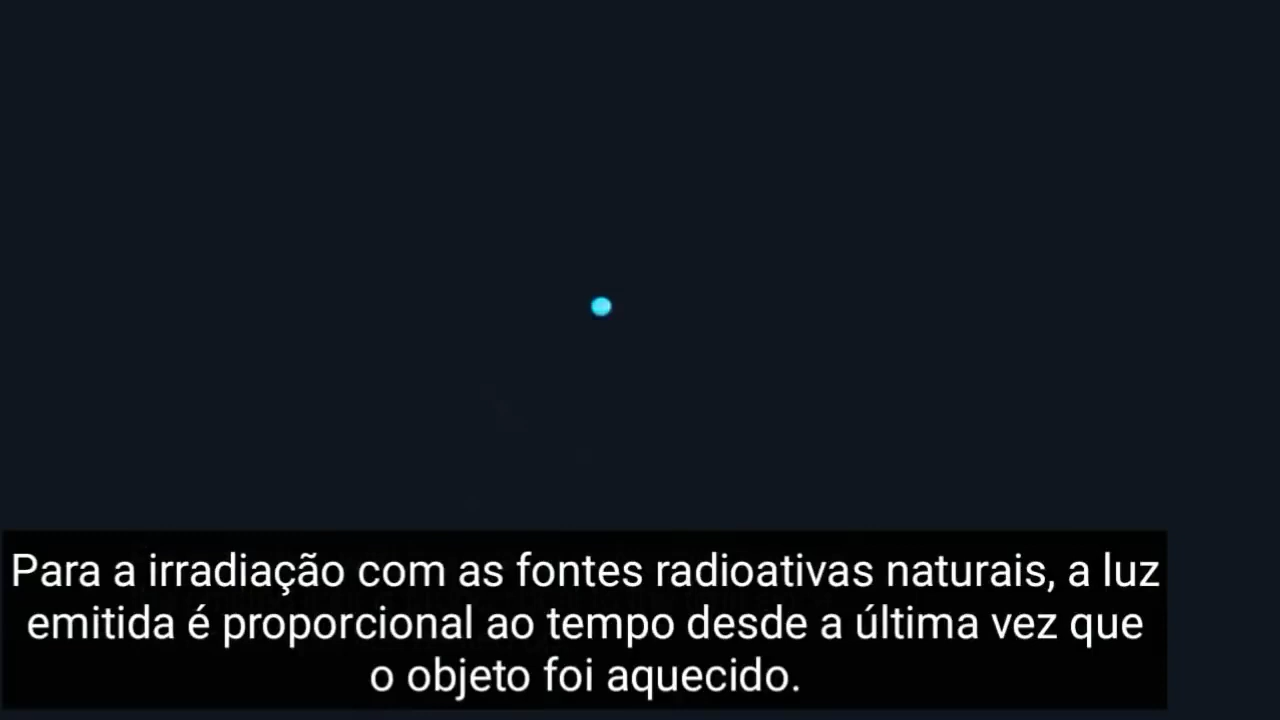 Para a irradiação com as fontes radioativas naturais, a luz
emitida é proporcional ao tempo desde a última vez que
o objeto foi aquecido.